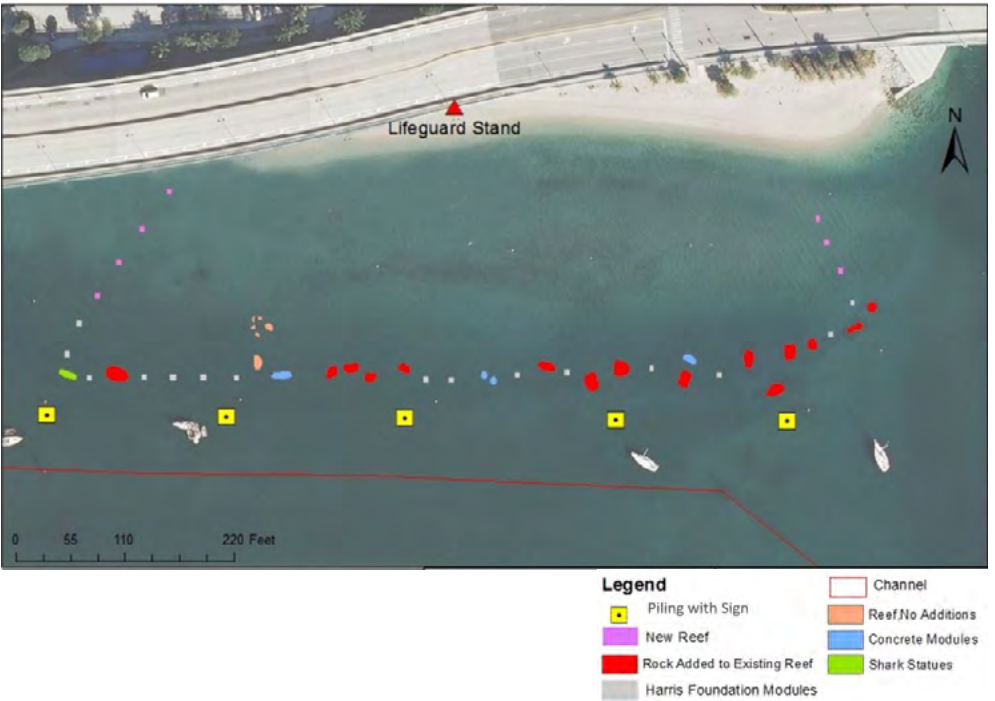 Lifeguard Stand
N
0 55 110 220 Feet
Legend
Piling with Sign
New Reef
Rock Added to Existing Reef
Harris Foundation Modules
Channel
Reef,No Additions
Concrete Modules
Shark Statues